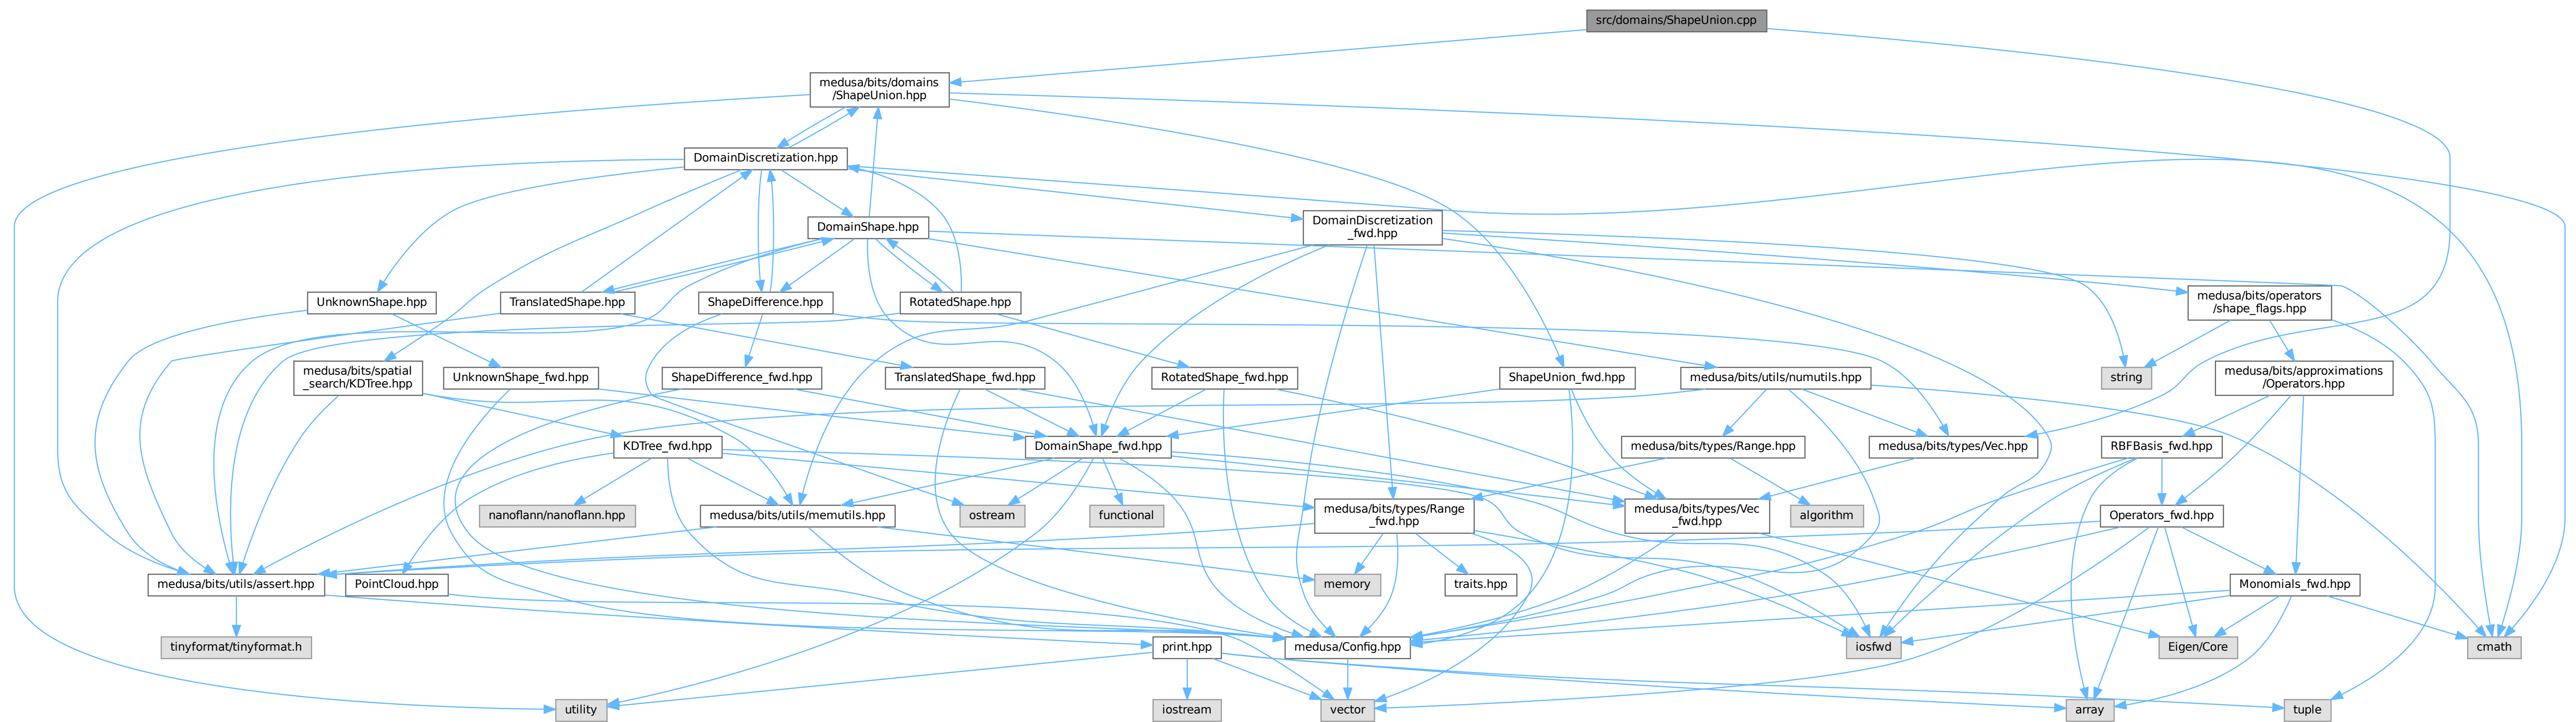 src/domains/ShapeUnion.cpp
medusa/bits/domains
/ShapeUnion.hpp
DomainDiscretization.hpp
DomainShape.hpp
DomainDiscretization
_fwd.hpp
UnknownShape.hpp
TranslatedShape.hpp
ShapeDifference.hpp
RotatedShape.hpp
medusa/bits/operators
/shape_flags.hpp
medusa/bits/spatial
_search/KDTree.hpp
UnknownShape_fwd.hpp
ShapeDifference_fwd.hpp
TranslatedShape_fwd.hpp
RotatedShape_fwd.hpp
ShapeUnion_fwd.hpp
medusa/bits/utils/numutils.hpp
string
medusa/bits/approximations
/Operators.hpp
KDTree_fwd.hpp
DomainShape_fwd.hpp
medusa/bits/types/Range.hpp
medusa/bits/types/Vec.hpp
RBFBasis_fwd.hpp
nanoflann/nanoflann.hpp
medusa/bits/utils/memutils.hpp
ostream
functional
medusa/bits/types/Range
_fwd.hpp
medusa/bits/types/Vec
_fwd.hpp
algorithm
Operators_fwd.hpp
medusa/bits/utils/assert.hpp
PointCloud.hpp
memory
traits.hpp
Monomials_fwd.hpp
tinyformat/tinyformat.h
print.hpp
medusa/Config.hpp
iosfwd
Eigen/Core
cmath
utility
iostream
vector
array
tuple